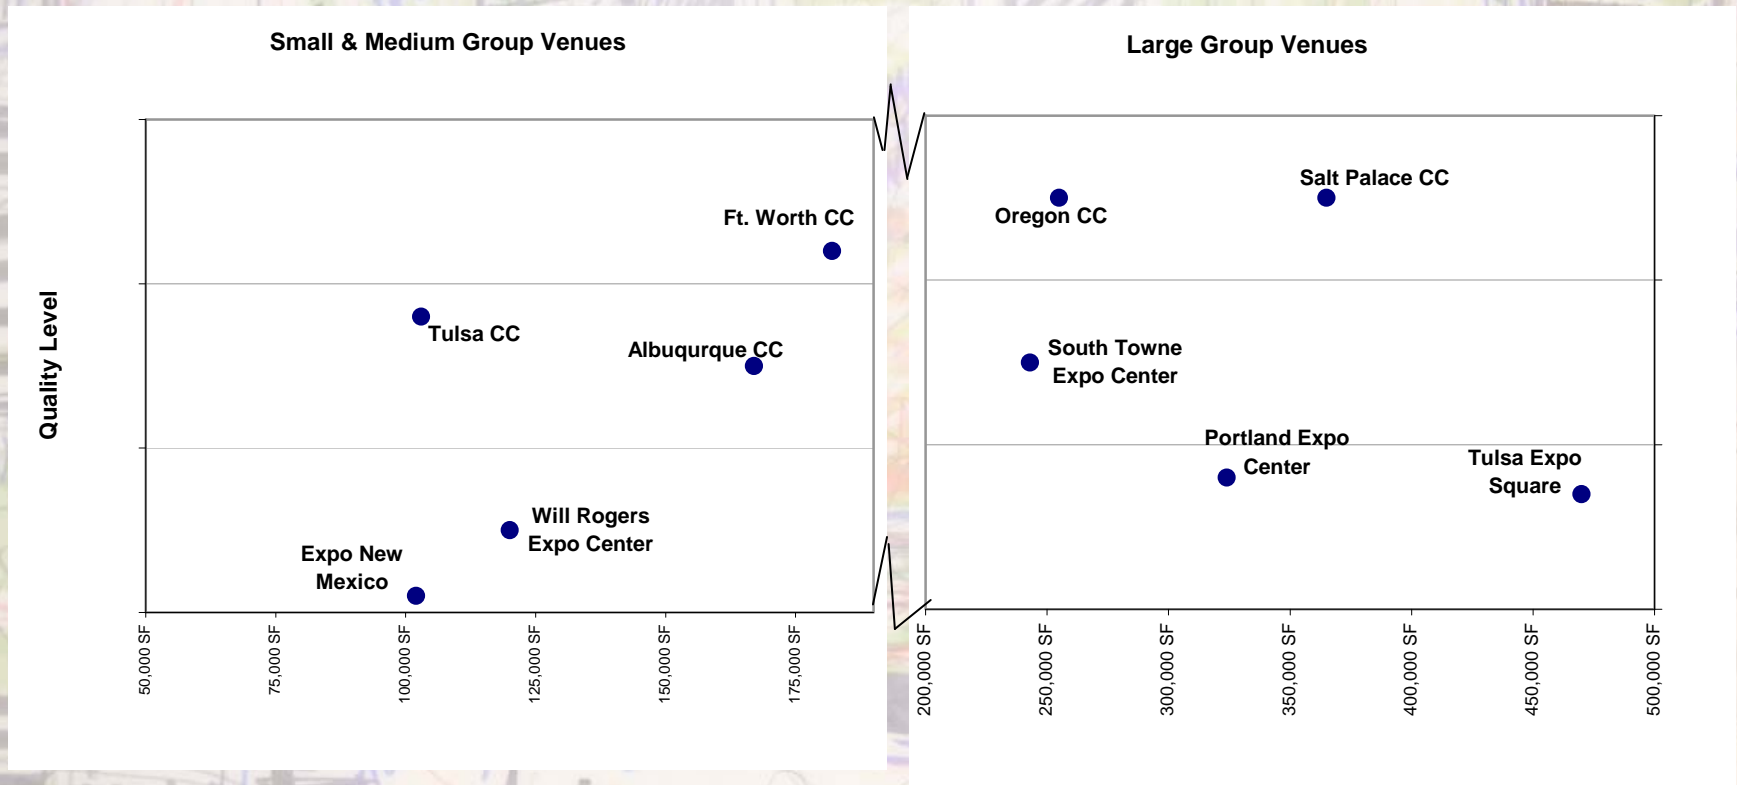 Small & Medium Group Venues
Quality Level
Ft. Worth CC
Tulsa CC
Albuqurque CC
Will Rogers
Expo Center
Expo New
Mexico
50,000 SF
75,000 SF
100,000 SF
125,000 SF
150,000 SF
175,000 SF
Large Group Venues
Salt Palace CC
Oregon CC
South Towne
Expo Center
Portland Expo
Center
Tulsa Expo
Square
200,000 SF
250,000 SF
300,000 SF
350,000 SF
400,000 SF
450,000 SF
500,000 SF